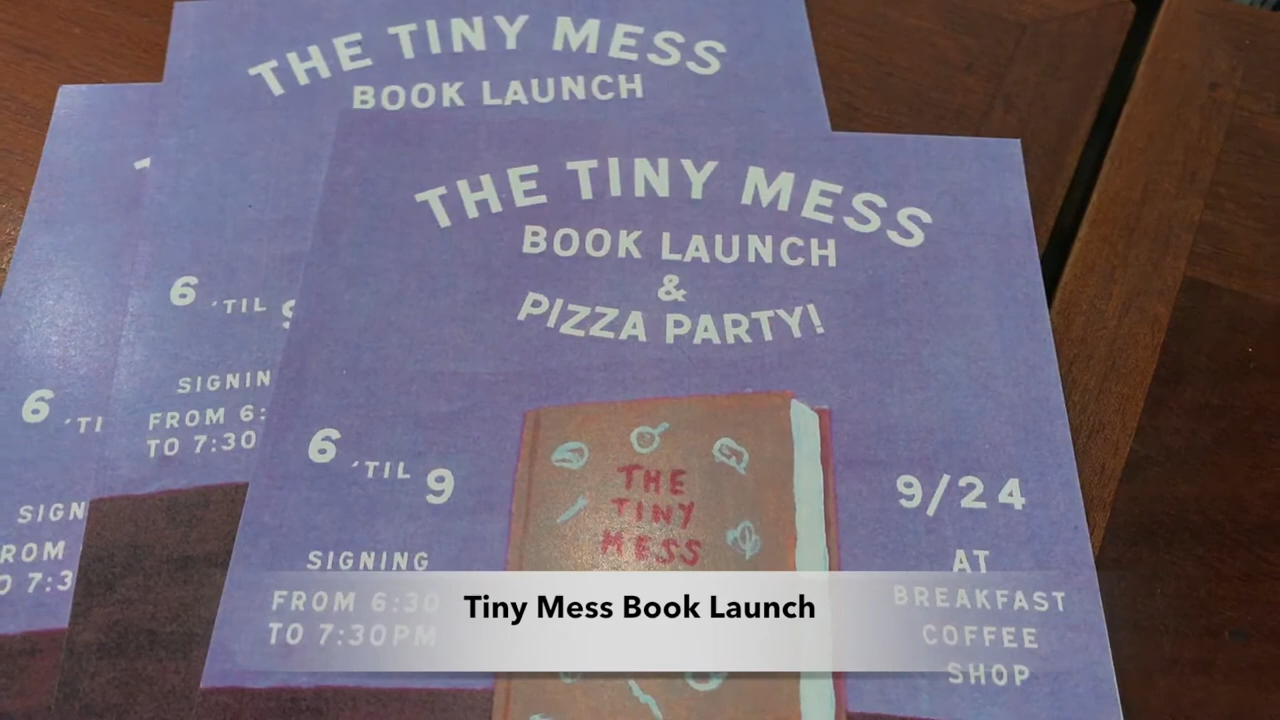 THE TINY MESS
BOOK LAUNCH
6 'TIL
SIGNIN
FROM 6:
TO 7:30
6 'TI
SIGN
ROM
O 7:3
THE TINY MESS
BOOK LAUNCH
&
PIZZA PARTY!
6 'TIL 9
SIGNING
FROM 6:30
TO 7:30PM
THE
TINY
MESS
9/24
AT
BREAKFAST
COFFEE
SHOP
Tiny Mess Book Launch